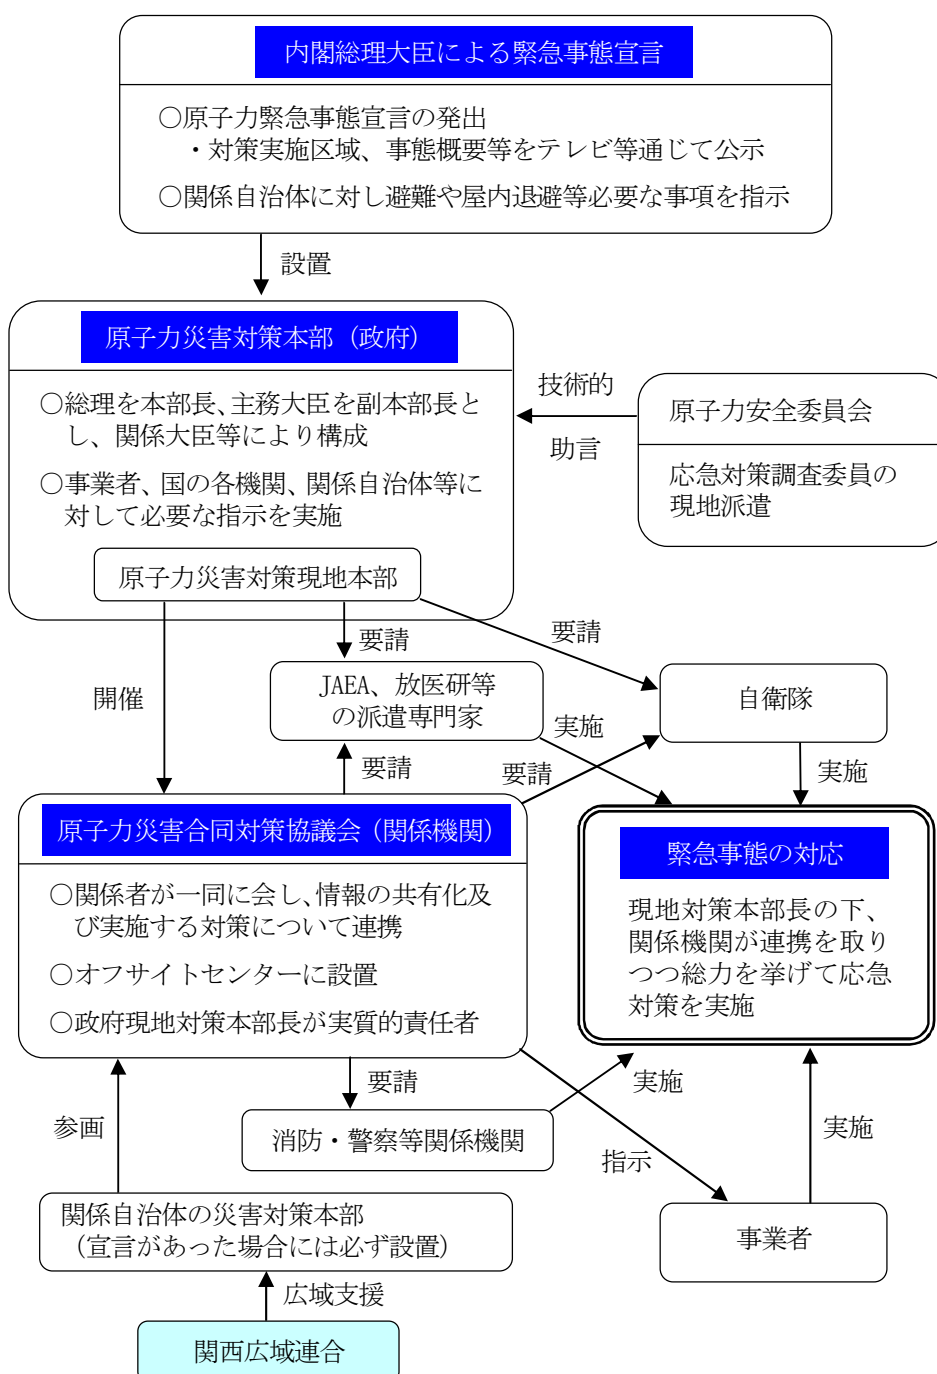 内閣総理大臣による緊急事態宣言
○原子力緊急事態宣言の発出
・対策実施区域、事態概要等をテレビ等通じて公示
○関係自治体に対し避難や屋内退避等必要な事項を指示
設置
原子力災害対策本部（政府）
○総理を本部長、主務大臣を副本部長と
し、関係大臣等により構成
○事業者、国の各機関、関係自治体等に
対して必要な指示を実施
原子力災害対策現地本部
技術的
助言
原子力安全委員会
応急対策調査委員の
現地派遣
要請
要請
開催
JAEA、放医研等
の派遣専門家
自衛隊
実施
要請
要請
実施
原子力災害合同対策協議会（関係機関）
○関係者が一同に会し、情報の共有化及
び実施する対策について連携
○オフサイトセンターに設置
○政府現地対策本部長が実質的責任者
緊急事態の対応
現地対策本部長の下、
関係機関が連携を取り
つつ総力を挙げて応急
対策を実施
要請
実施
参画
消防・警察等関係機関
指示
実施
関係自治体の災害対策本部
（宣言があった場合には必ず設置）
事業者
広域支援
関西広域連合